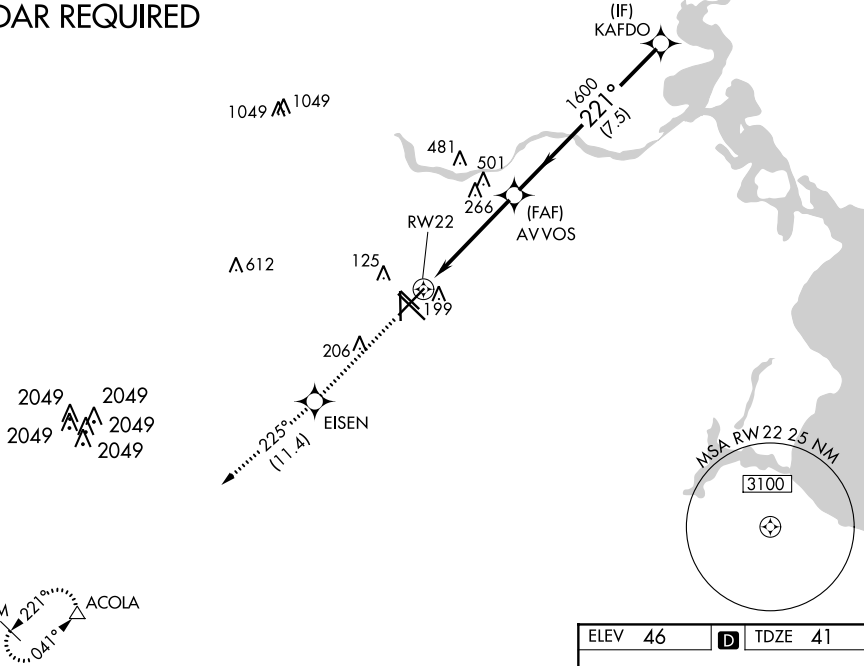 DAR REQUIRED
(IF)
KAFDO
1049 1049
1600
221°
(7.5)
481
501
266
(FAF)
AVVOS
RW22
612
125
199
206
2049 2049
2049 2049
2049
EISEN
225°
(11.4)
MSA RW22 25 NM
3100
M
221°
041°
ACOLA
ELEV 46 D TDZE 41